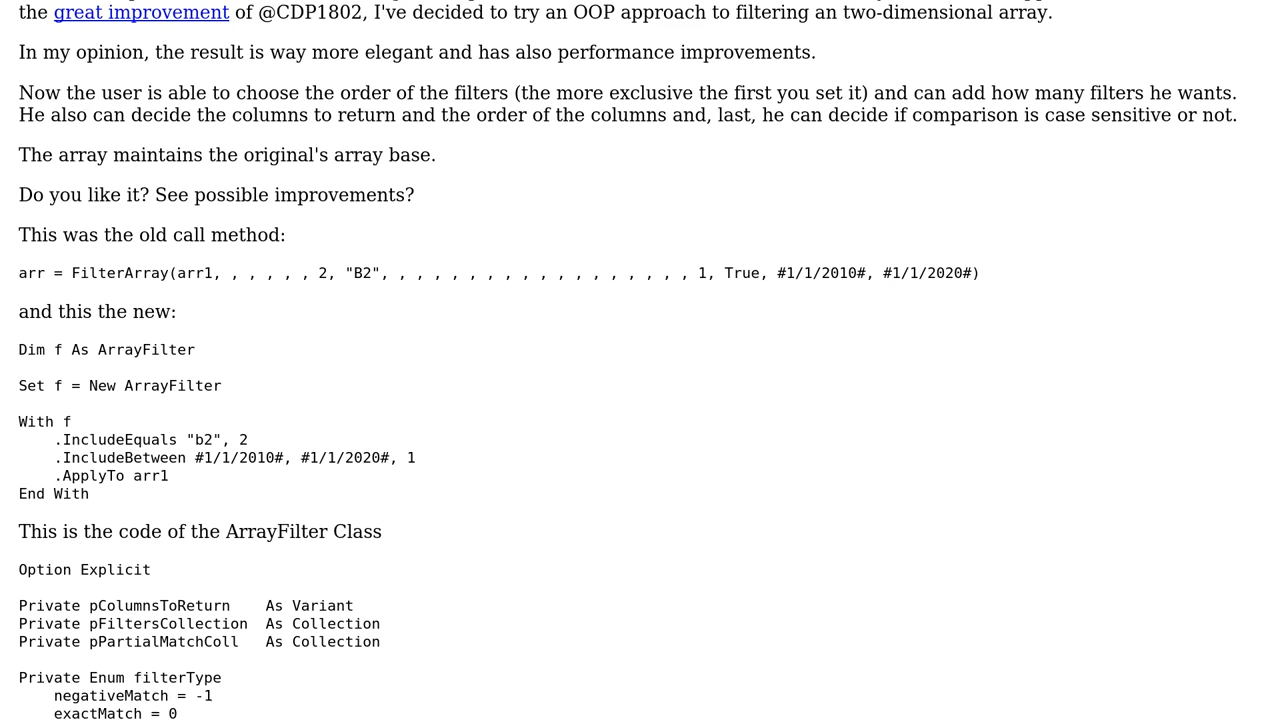 the great improvement of @CDP1802, I've decided to try an OOP approach to filtering an two-dimensional array.
In my opinion, the result is way more elegant and has also performance improvements.
Now the user is able to choose the order of the filters (the more exclusive the first you set it) and can add how many filters he wants.
He also can decide the columns to return and the order of the columns and, last, he can decide if comparison is case sensitive or not.
The array maintains the original's array base.
Do you like it? See possible improvements?
This was the old call method:
arr = FilterArray(arr1, , , , , , 2, "B2", , , , , , , , , , , , , , , , , , 1, True, #1/1/2010#, #1/1/2020#)
and this the new:
Dim f As ArrayFilter
Set f = New ArrayFilter
With f
    .IncludeEquals "b2", 2
    .IncludeBetween #1/1/2010#, #1/1/2020#, 1
    .ApplyTo arr1
End With
This is the code of the ArrayFilter Class
Option Explicit
Private pColumnsToReturn    As Variant
Private pFiltersCollection  As Collection
Private pPartialMatchColl   As Collection
Private Enum filterType
    negativeMatch = -1
    exactMatch = 0